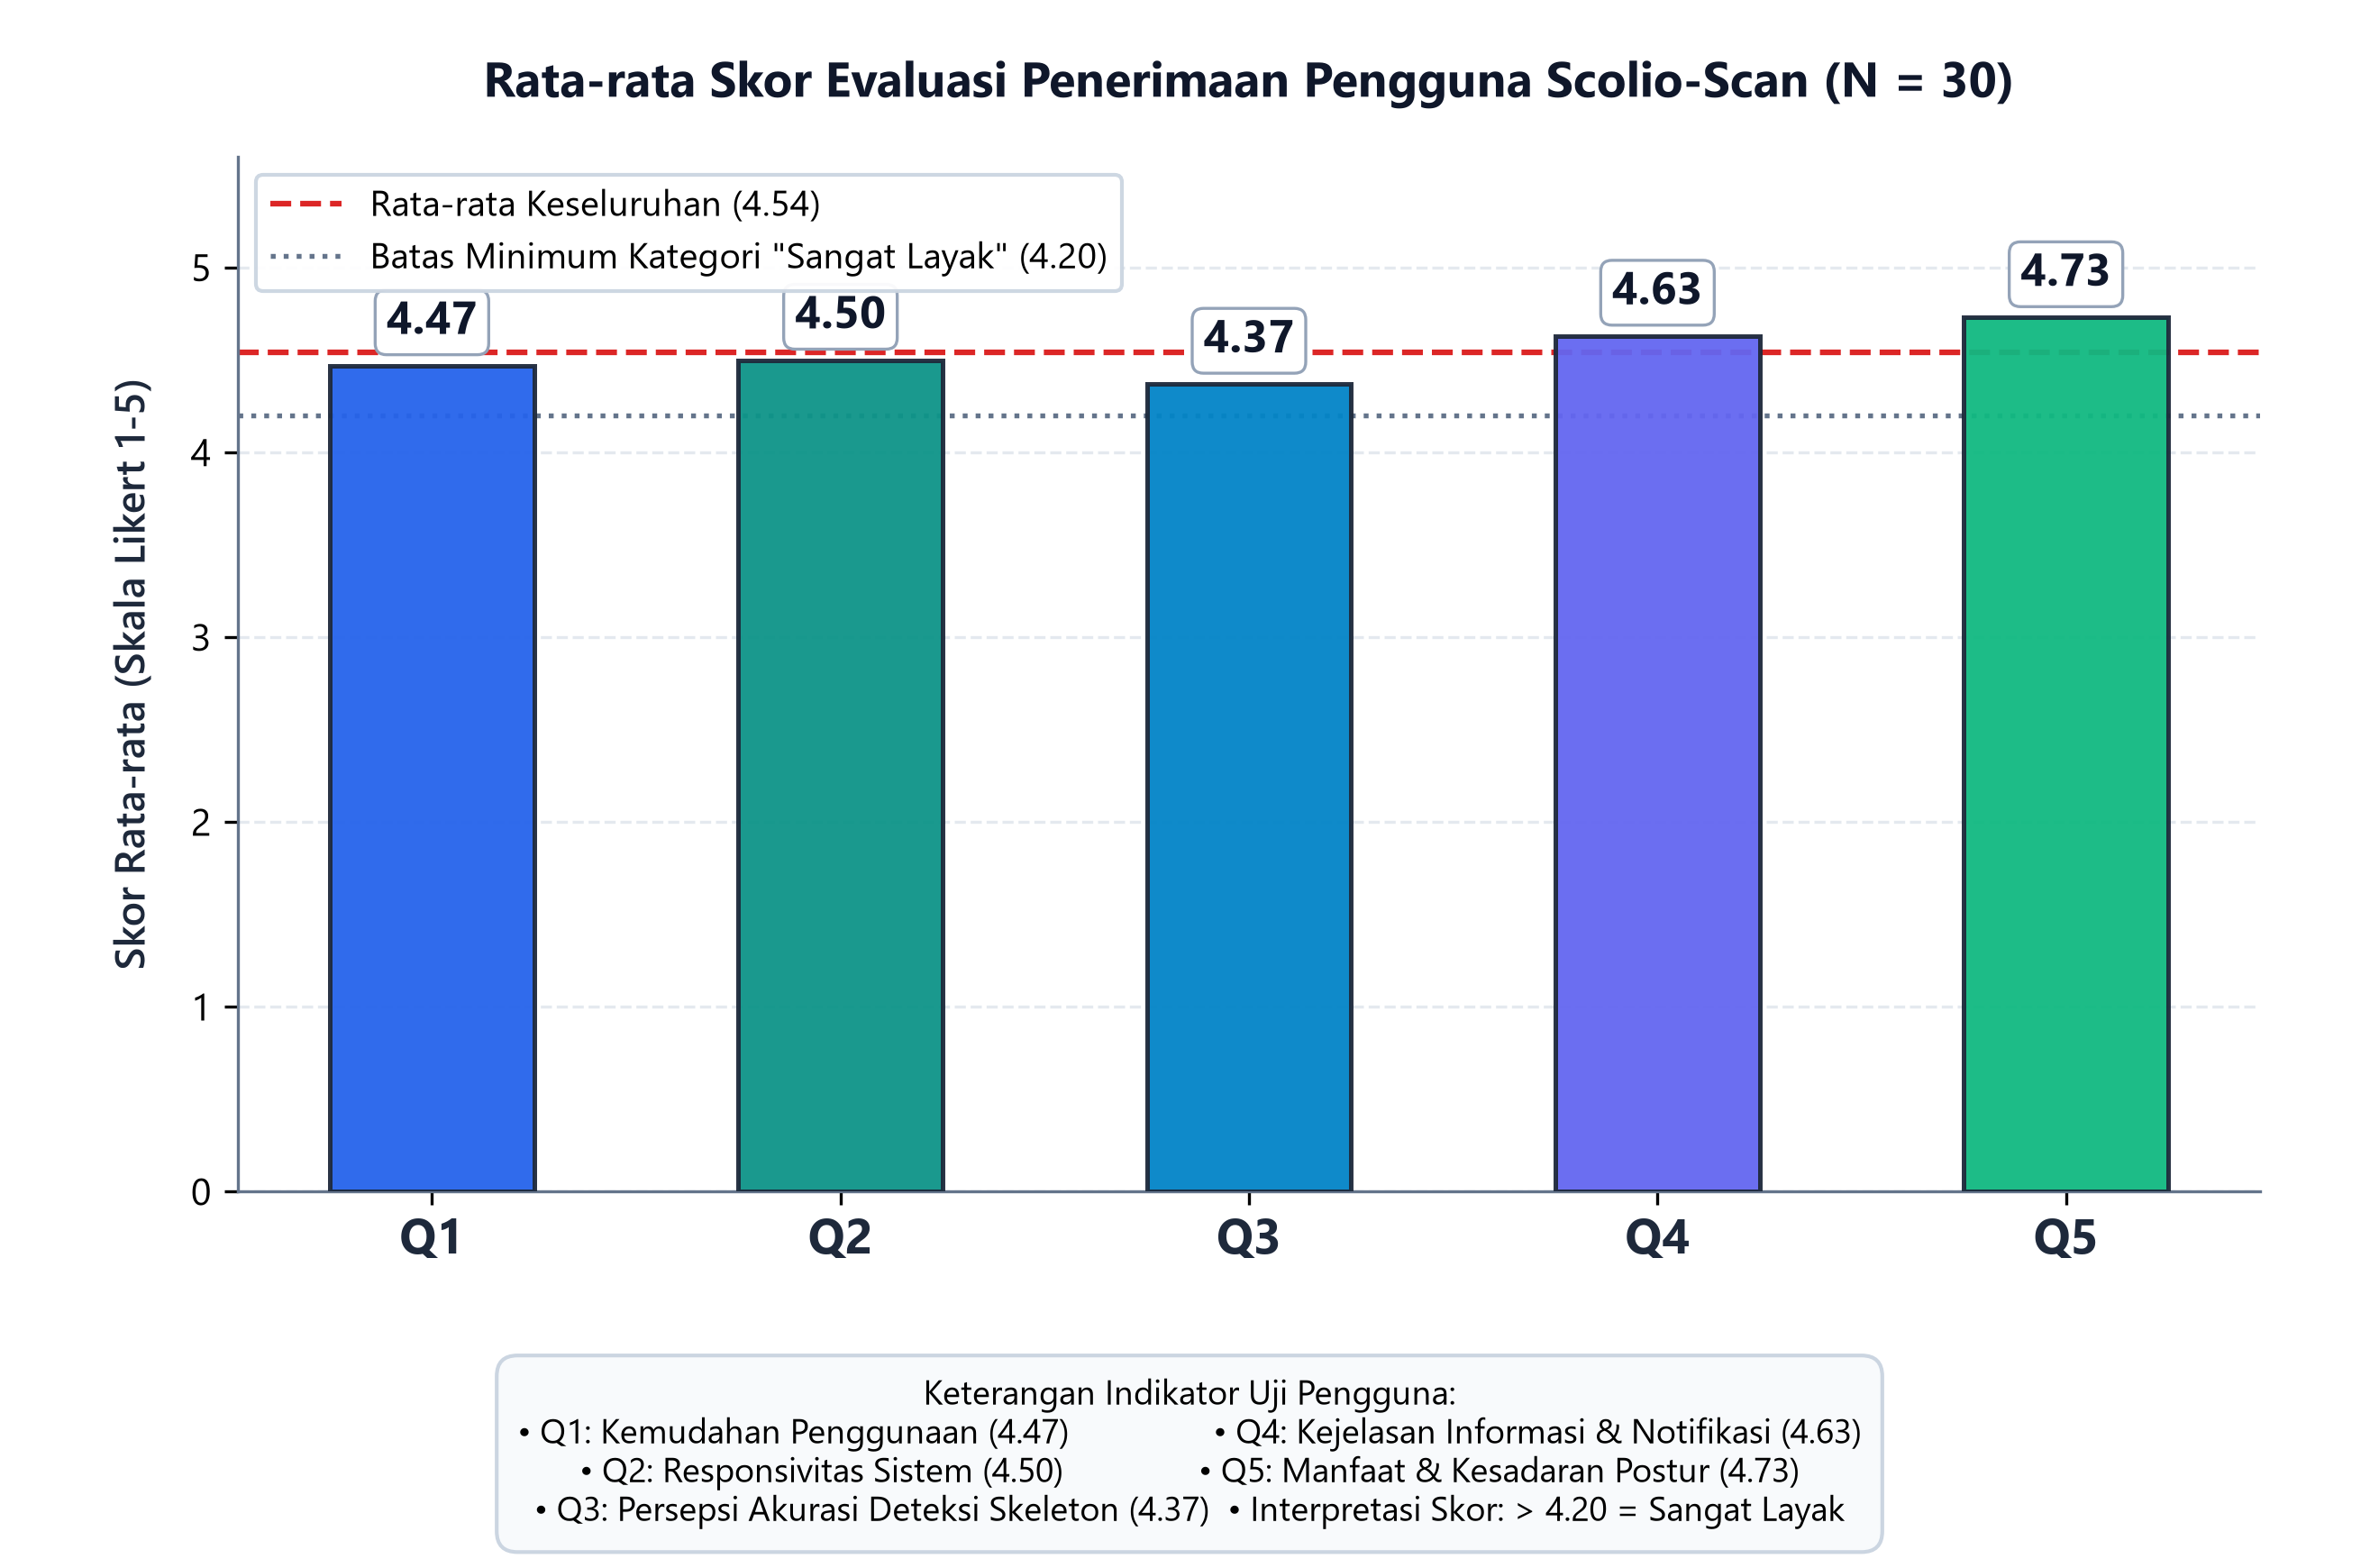 Rata-rata Skor Evaluasi Penerimaan Pengguna Scolio-Scan (N = 30)
Rata-rata Keseluruhan (4.54)
Batas Minimum Kategori "Sangat Layak" (4.20)
Skor Rata-rata (Skala Likert 1-5)
5
4
3
2
1
0
4.47
4.50
4.37
4.63
4.73
Q1
Q2
Q3
Q4
Q5
Keterangan Indikator Uji Pengguna:
• Q1: Kemudahan Penggunaan (4.47) • Q4: Kejelasan Informasi & Notifikasi (4.63)
• Q2: Responsivitas Sistem (4.50) • Q5: Manfaat & Kesadaran Postur (4.73)
• Q3: Persepsi Akurasi Deteksi Skeleton (4.37) • Interpretasi Skor: > 4.20 = Sangat Layak